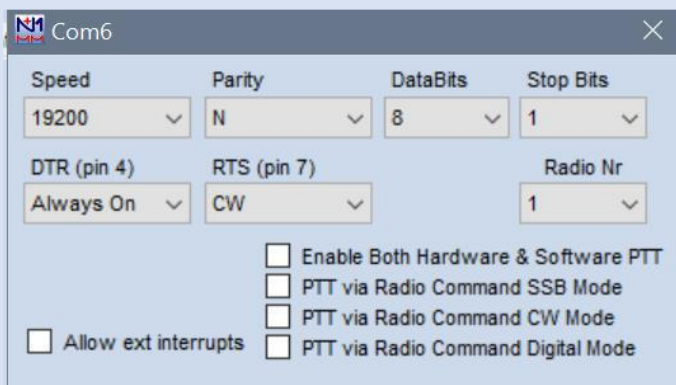 N1
MM
Com6
Speed Parity DataBits Stop Bits
19200 N 8 1
DTR (pin 4) RTS (pin 7) Radio Nr
Always On CW 1
Enable Both Hardware & Software PTT
PTT via Radio Command SSB Mode
PTT via Radio Command CW Mode
Allow ext interrupts PTT via Radio Command Digital Mode